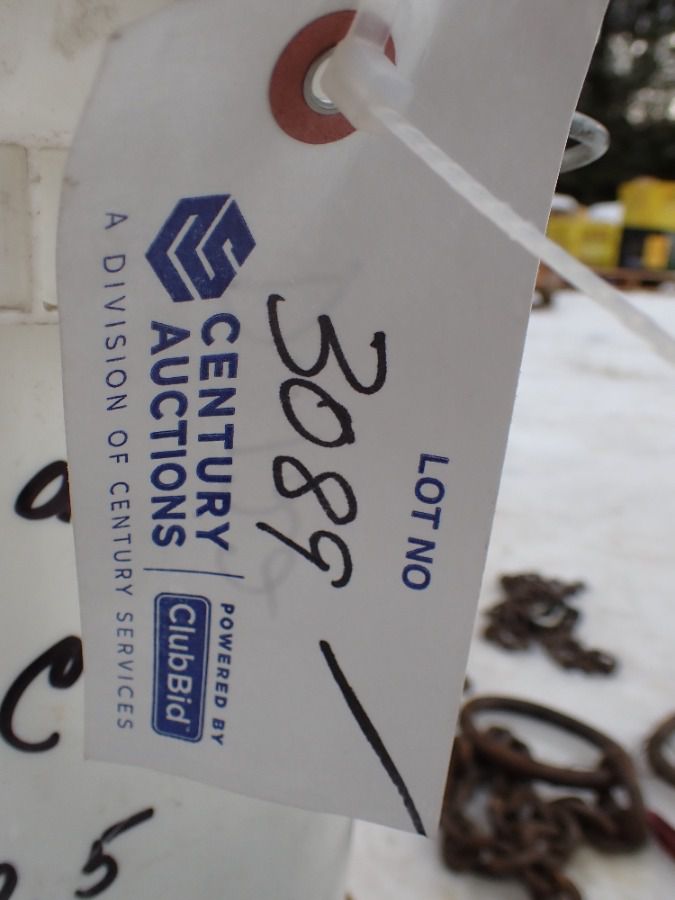 LOT NO
3089
CENTURY
AUCTIONS
POWERED BY
ClubBid
A DIVISION OF CENTURY SERVICES